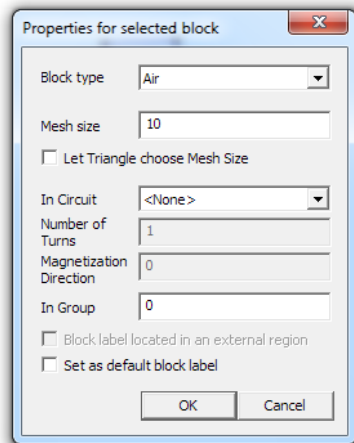 Properties for selected block
Block type Air
Mesh size 10
Let Triangle choose Mesh Size
In Circuit <None>
Number of
Turns 1
Magnetization
Direction 0
In Group 0
Block label located in an external region
Set as default block label
OK Cancel